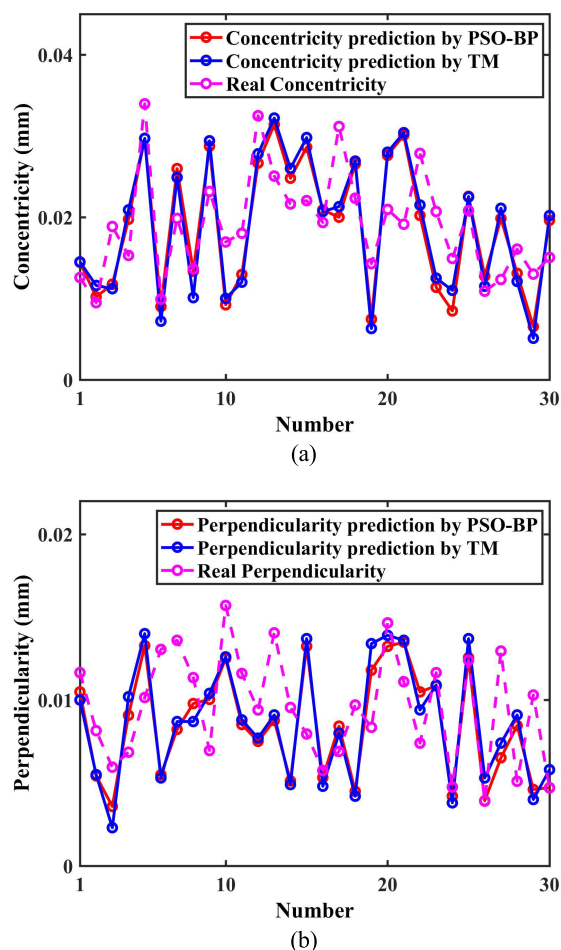 0.04
Concentricity prediction by PSO-BP
Concentricity prediction by TM
Real Concentricity
Concentricity (mm)
0.02
0
1 10 20 30
Number
(a)
0.02
Perpendicularity prediction by PSO-BP
Perpendicularity prediction by TM
Real Perpendicularity
Perpendicularity (mm)
0.01
0
1 10 20 30
Number
(b)